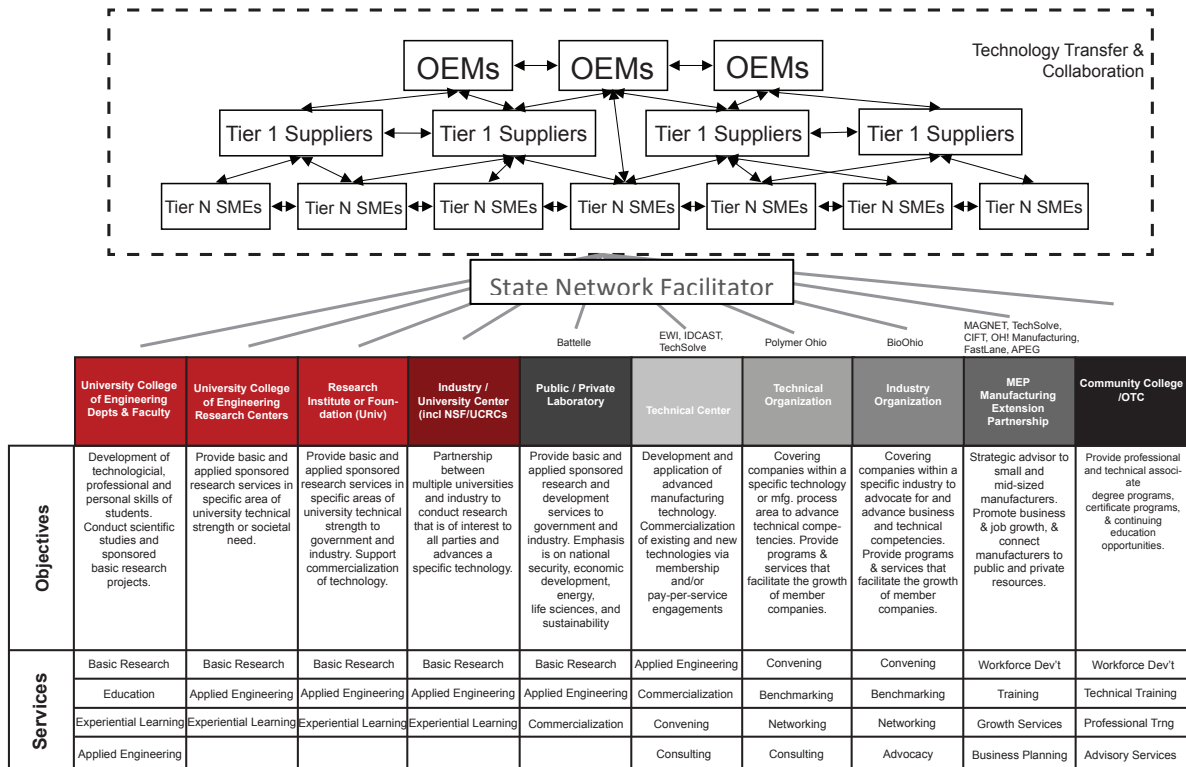 Technology Transfer &
Collaboration
OEMs
OEMs
OEMs
Tier 1 Suppliers
Tier 1 Suppliers
Tier 1 Suppliers
Tier 1 Suppliers
Tier N SMEs
Tier N SMEs
Tier N SMEs
Tier N SMEs
Tier N SMEs
Tier N SMEs
Tier N SMEs
State Network Facilitator
Battelle
EWI, IDCAST,
TechSolve
Polymer Ohio
BioOhio
MAGNET, TechSolve,
CIFT, OH! Manufacturing,
FastLane, APEG
University College
of Engineering
Depts & Faculty
University College
of Engineering
Research Centers
Research
Institute or Foun-
dation (Univ)
Industry /
University Center
(incl NSF/UCRCs
Public / Private
Laboratory
Technical Center
Technical
Organization
Industry
Organization
MEP
Manufacturing
Extension
Partnership
Community College
/OTC
Objectives
Development of
technologicial,
professional and
personal skills of
students.
Conduct scientific
studies and
sponsored
basic research
projects.
Provide basic and
applied sponsored
research services in
specific area of
university technical
strength or societal
need.
Provide basic and
applied sponsored
research services in
specific areas of
university technical
strength to
government and
industry. Support
commercialization
of technology.
Partnership
between
multiple universities
and industry to
conduct research
that is of interest to
all parties and
advances a
specific technology.
Provide basic and
applied sponsored
research and
development
services to
government and
industry. Emphasis
is on national
security, economic
development,
energy,
life sciences, and
sustainability
Development and
application of
advanced
manufacturing
technology.
Commercialization
of existing and new
technologies via
membership
and/or
pay-per-service
engagements
Covering
companies within a
specific technology
or mfg. process
area to advance
technical compe-
tencies. Provide
programs &
services that
facilitate the growth
of member
companies.
Covering
companies within a
specific industry to
advocate for and
advance business
and technical
competencies.
Provide programs
& services that
facilitate the growth
of member
companies.
Strategic advisor to
small and
mid-sized
manufacturers.
Promote business
& job growth, &
connect
manufacturers to
public and private
resources.
Provide professional
and technical associ-
ate
degree programs,
certificate programs,
& continuing
education
opportunities.
Services
Basic Research
Basic Research
Basic Research
Basic Research
Basic Research
Applied Engineering
Convening
Convening
Workforce Dev't
Workforce Dev't
Education
Applied Engineering
Applied Engineering
Applied Engineering
Applied Engineering
Commercialization
Benchmarking
Benchmarking
Training
Technical Training
Experiential Learning
Experiential Learning
Experiential Learning
Experiential Learning
Commercialization
Convening
Networking
Networking
Growth Services
Professional Trng
Applied Engineering
Consulting
Consulting
Advocacy
Business Planning
Advisory Services